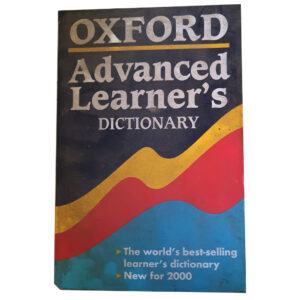 OXFORD
Advanced
Learner's
DICTIONARY
▸ The world's best-selling
learner's dictionary
▸ New for 2000